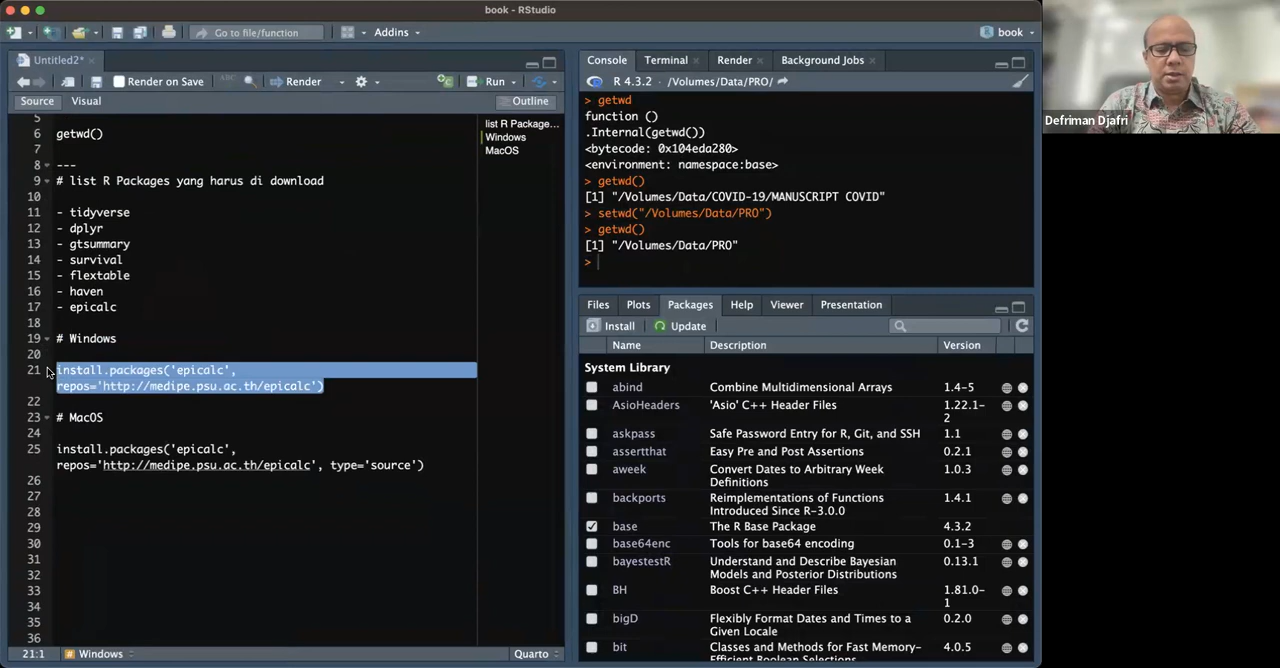 book - RStudio
Go to file/function
Addins
book
Untitled2*
Render on Save
ABC
Render
Run
Source
Visual
Outline
5
6 getwd()
7
8 ---
9 # list R Packages yang harus di download
10
11 - tidyverse
12 - dplyr
13 - gtsummary
14 - survival
15 - flextable
16 - haven
17 - epicalc
18
19 # Windows
20
21 install.packages('epicalc',
repos='http://medipe.psu.ac.th/epicalc')
22
23 # MacOS
24
25 install.packages('epicalc',
repos='http://medipe.psu.ac.th/epicalc', type='source')
26
27
28
29
30
31
32
33
34
35
36
list R Package...
Windows
MacOS
21:1 # Windows
Quarto
Console Terminal Render Background Jobs
R 4.3.2 · /Volumes/Data/PRO/
> getwd
function ()
.Internal(getwd())
<bytecode: 0x104eda280>
<environment: namespace:base>
> getwd()
[1] "/Volumes/Data/COVID-19/MANUSCRIPT COVID"
> setwd("/Volumes/Data/PRO")
> getwd()
[1] "/Volumes/Data/PRO"
>
Files Plots Packages Help Viewer Presentation
Install Update
Name Description Version
System Library
abind Combine Multidimensional Arrays 1.4-5
AsioHeaders 'Asio' C++ Header Files 1.22.1-
2
askpass Safe Password Entry for R, Git, and SSH 1.1
assertthat Easy Pre and Post Assertions 0.2.1
aweek Convert Dates to Arbitrary Week 1.0.3
Definitions
backports Reimplementations of Functions 1.4.1
Introduced Since R-3.0.0
base The R Base Package 4.3.2
base64enc Tools for base64 encoding 0.1-3
bayestestR Understand and Describe Bayesian 0.13.1
Models and Posterior Distributions
BH Boost C++ Header Files 1.81.0-
1
bigD Flexibly Format Dates and Times to a 0.2.0
Given Locale
bit Classes and Methods for Fast Memory- 4.0.5
Efficient Boolean Selections
Defriman Djafri